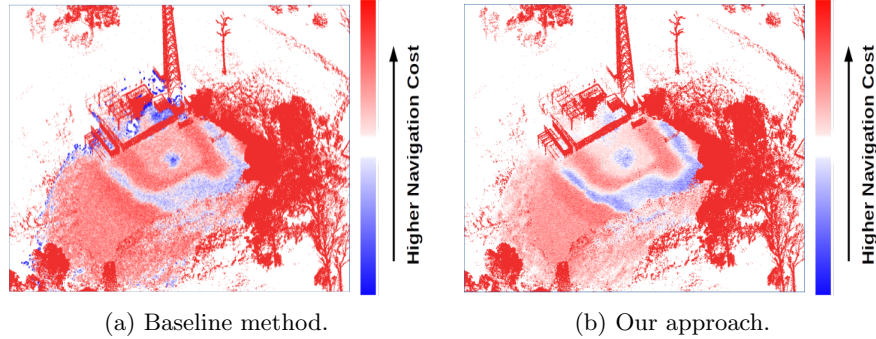 Higher Navigation Cost
Higher Navigation Cost
(a) Baseline method.
(b) Our approach.